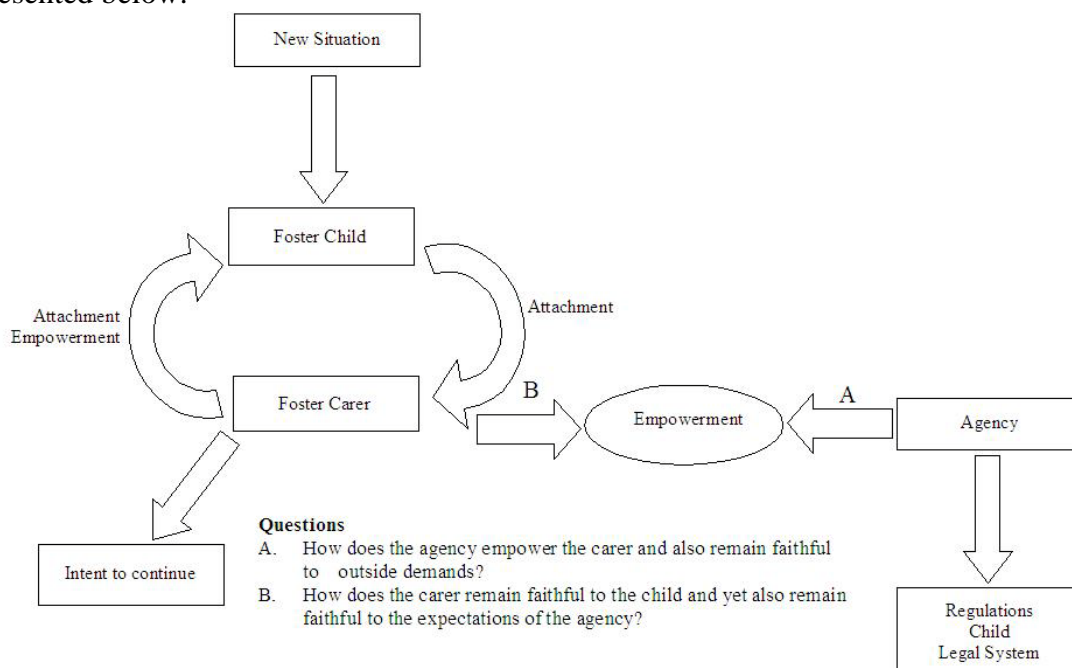 resented below.
New Situation
Foster Child
Attachment
Empowerment
Attachment
Foster Carer
B
Empowerment
A
Agency
Intent to continue
Questions
A. How does the agency empower the carer and also remain faithful
to outside demands?
B. How does the carer remain faithful to the child and yet also remain
faithful to the expectations of the agency?
Regulations
Child
Legal System